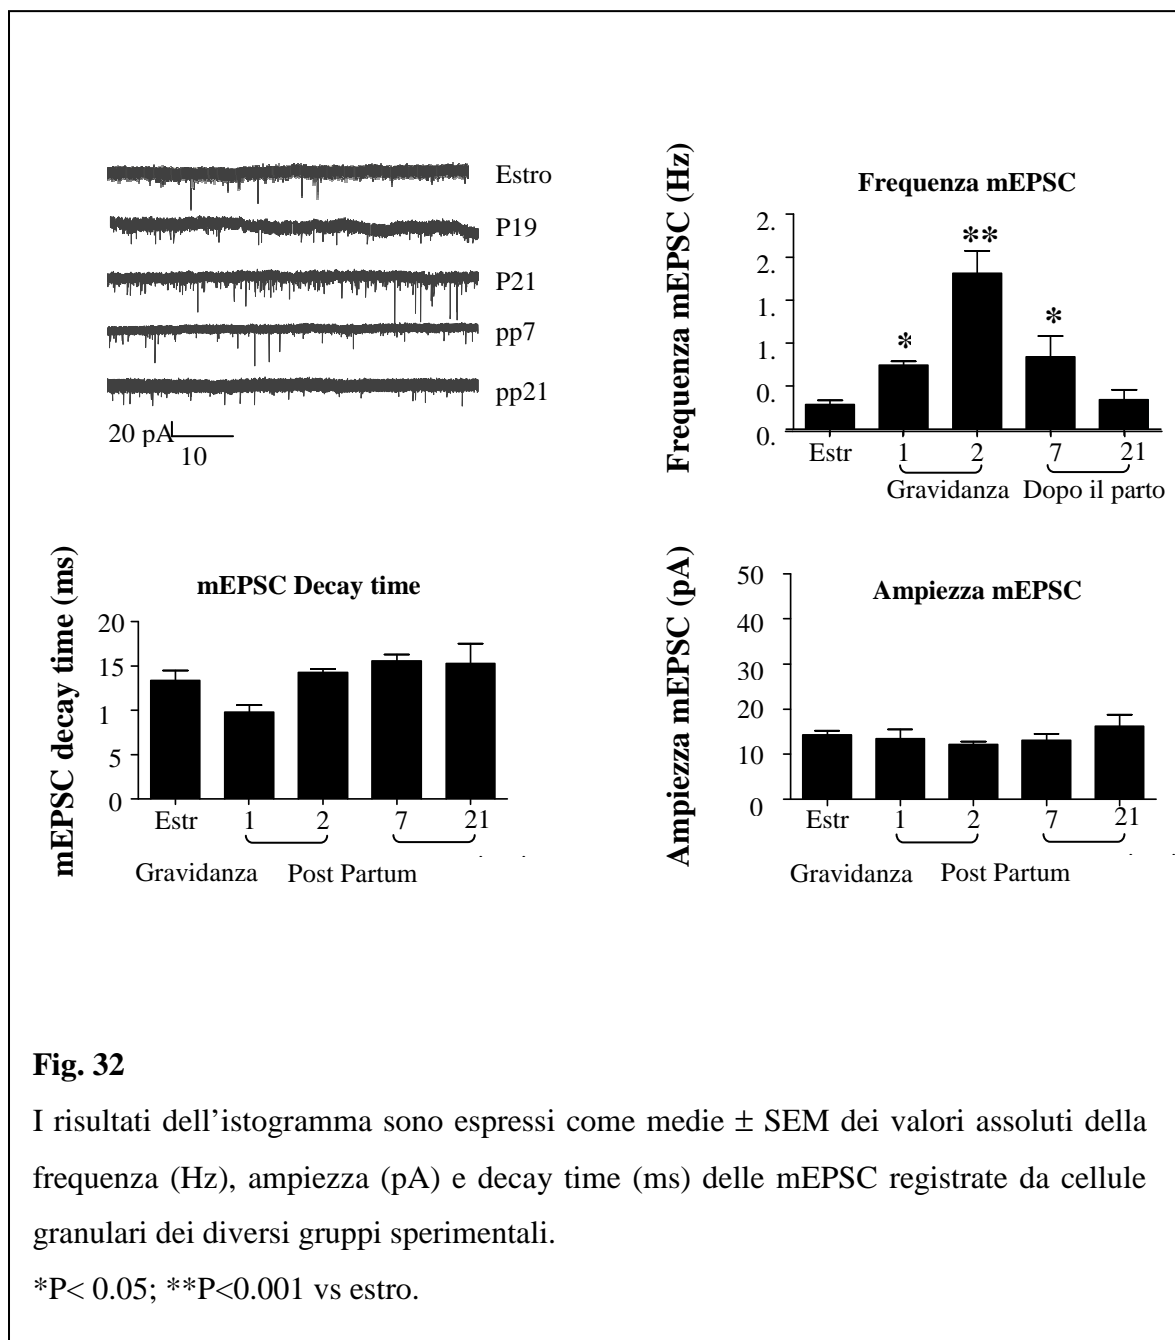 Estro
P19
P21
pp7
pp21
20 pA
10
Frequenza mEPSC (Hz)
Frequenza mEPSC
2.
2.
1.
1.
0.
0.
**
*
*
Estr 1 2 7 21
Gravidanza Dopo il parto
mEPSC decay time (ms)
mEPSC Decay time
20
15
1
5
0
Estr 1 2 7 21
Gravidanza Post Partum
Ampiezza mEPSC (pA)
Ampiezza mEPSC
50
40
30
20
10
0
Estr 1 2 7 21
Gravidanza Post Partum
Fig. 32
I risultati dell’istogramma sono espressi come medie ± SEM dei valori assoluti della
frequenza (Hz), ampiezza (pA) e decay time (ms) delle mEPSC registrate da cellule
granulari dei diversi gruppi sperimentali.
*P< 0.05; **P<0.001 vs estro.